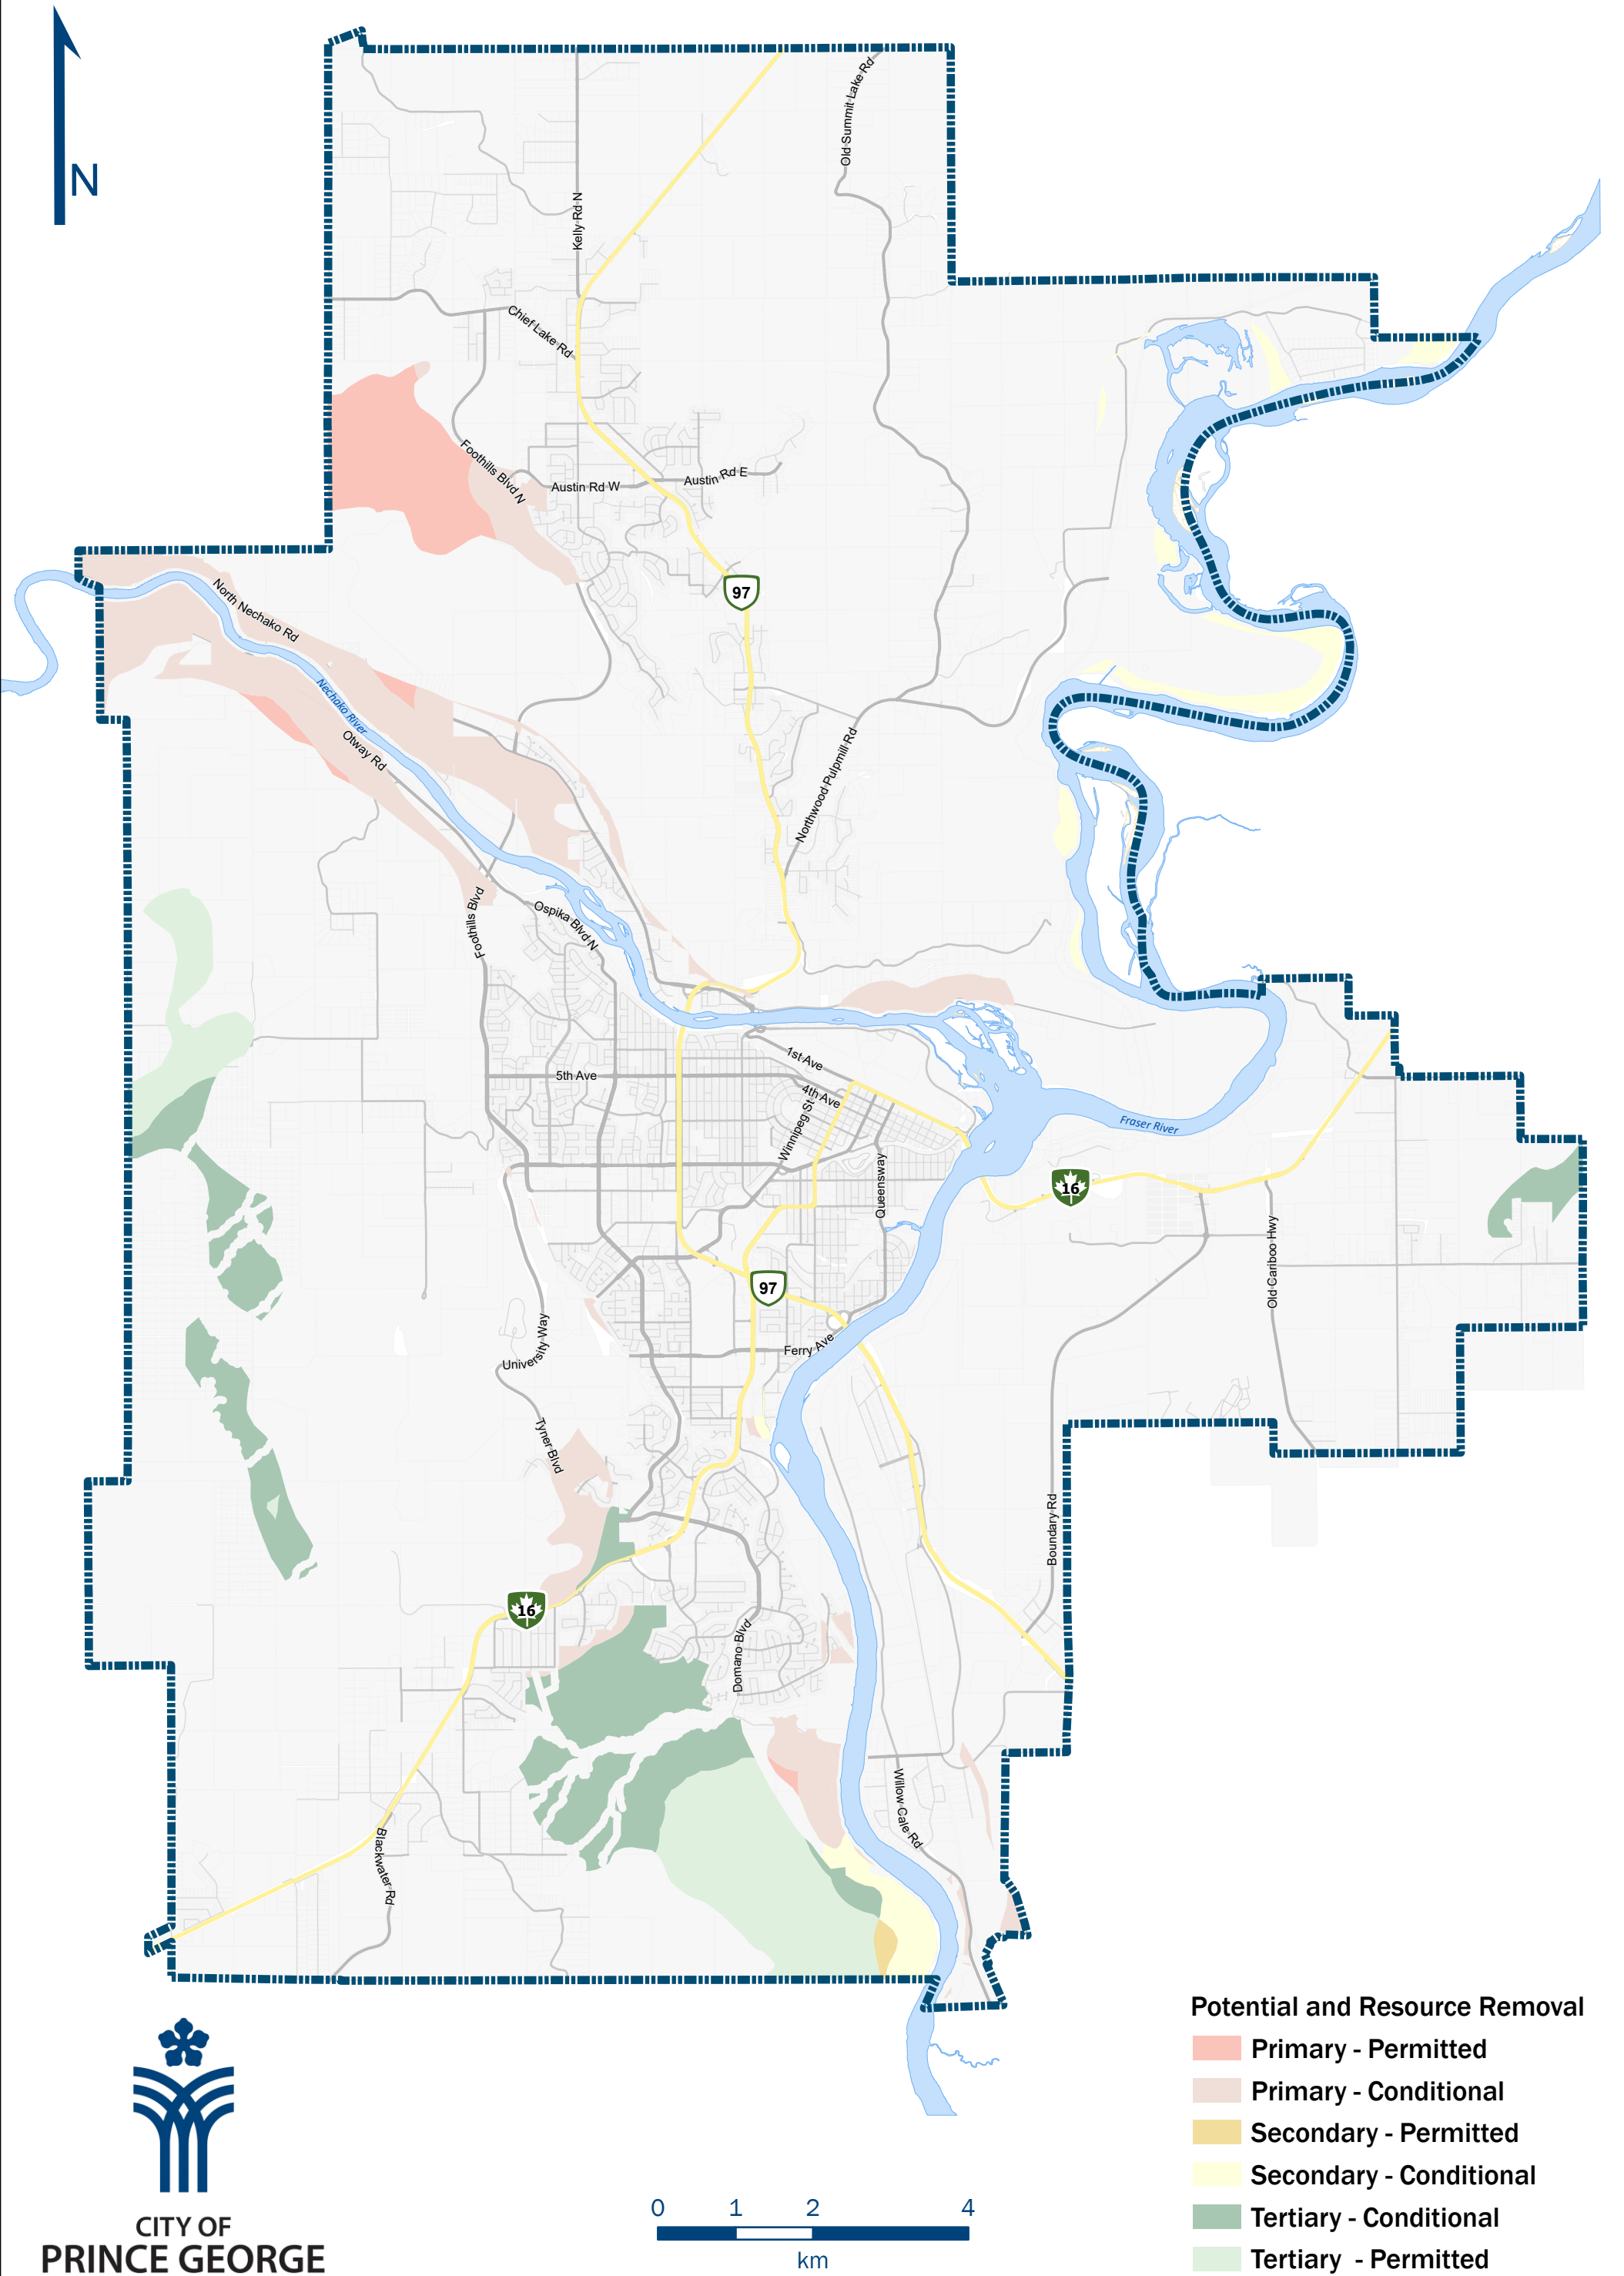 N
Old Summit Lake Rd
Kelly Rd N
Chief Lake Rd
Foothills Blvd N
Austin Rd W
Austin Rd E
97
North Nechako Rd
Nechako River
Otway Rd
Northwood Pulpmill Rd
Foothills Blvd
Ospika Blvd N
1st Ave
5th Ave
4th Ave
Winnipeg St
Fraser River
Queensway
16
Old Cariboo Hwy
97
University Way
Ferry Ave
Tyner Blvd
Boundary Rd
16
Domano Blvd
Willow Cale Rd
Blackwater Rd
Potential and Resource Removal
Primary - Permitted
Primary - Conditional
Secondary - Permitted
Secondary - Conditional
Tertiary - Conditional
Tertiary - Permitted
0 1 2 4
km
CITY OF
PRINCE GEORGE